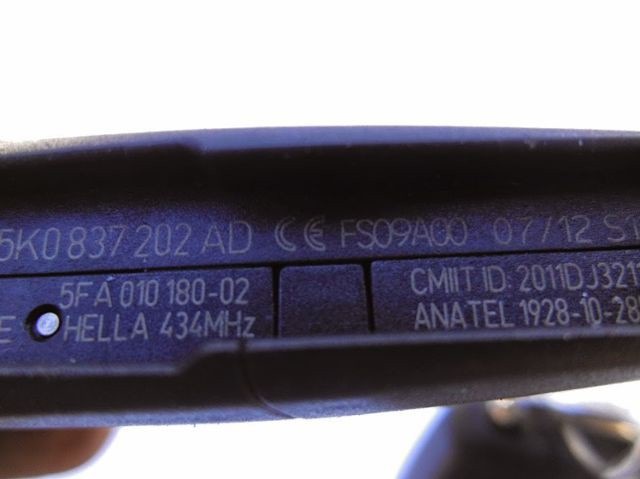 5K0 837 202 AD CE FS09A00 07/12 ST
5FA 010 180-02
HELLA 434MHz
CMIIT ID: 2011DJ321
ANATEL 1928-10-28
E